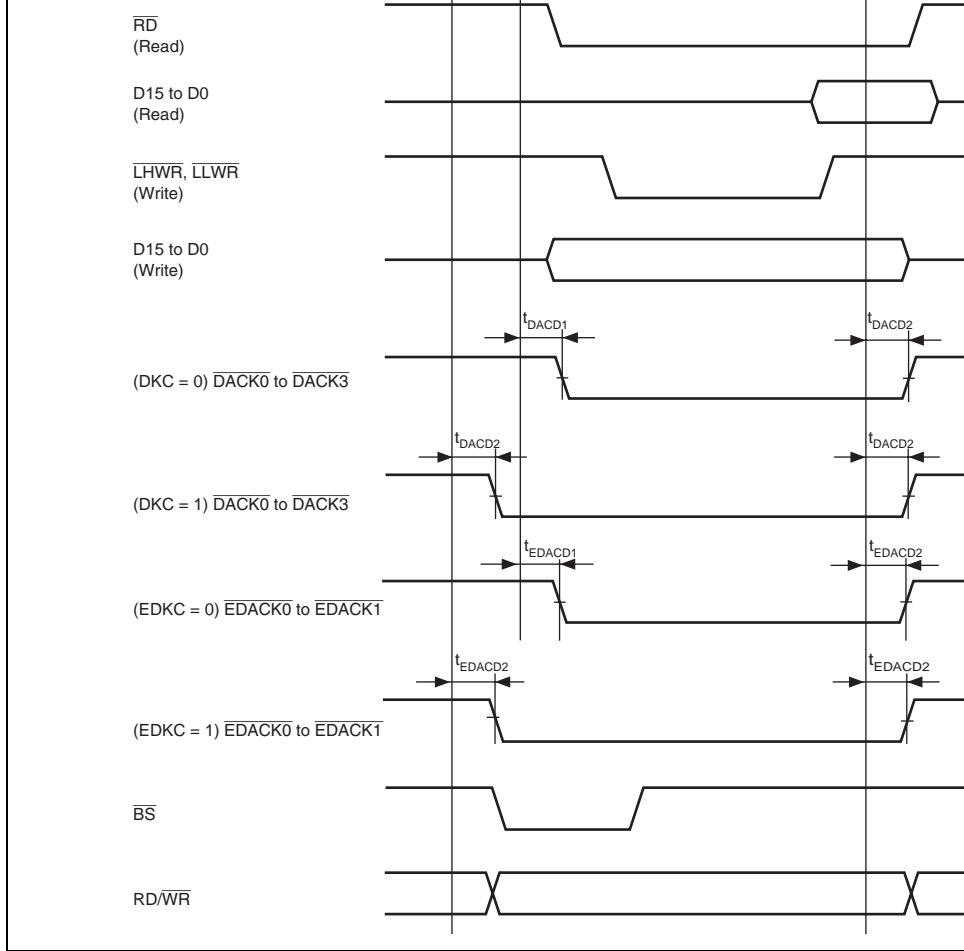 RD
(Read)
D15 to D0
(Read)
LHWR, LLWR
(Write)
D15 to D0
(Write)
tDACD1
tDACD2
(DKC = 0) DACK0 to DACK3
tDACD2
tDACD2
(DKC = 1) DACK0 to DACK3
tEDACD1
tEDACD2
(EDKC = 0) EDACK0 to EDACK1
tEDACD2
tEDACD2
(EDKC = 1) EDACK0 to EDACK1
BS
RD/WR